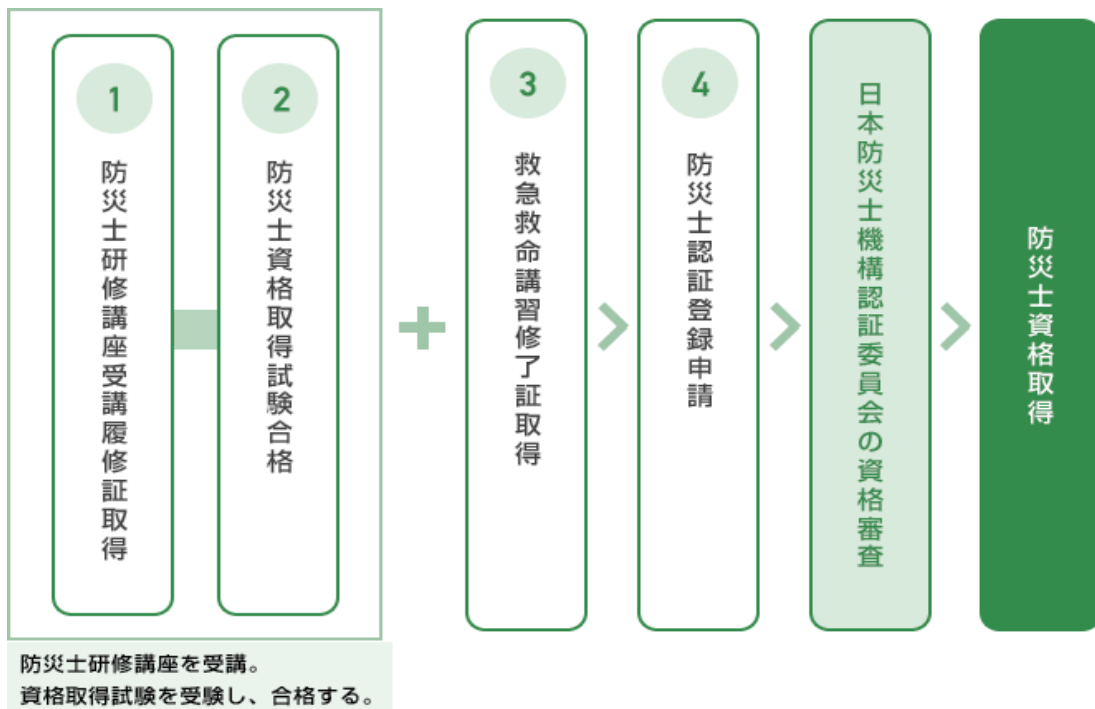 1
防災士研修講座受講履修証取得
2
防災士資格取得試験合格
3
救急救命講習修了証取得
4
防災士認証登録申請
日本防災士機構認証委員会の資格審査
防災士資格取得
防災士研修講座を受講。
資格取得試験を受験し、合格する。